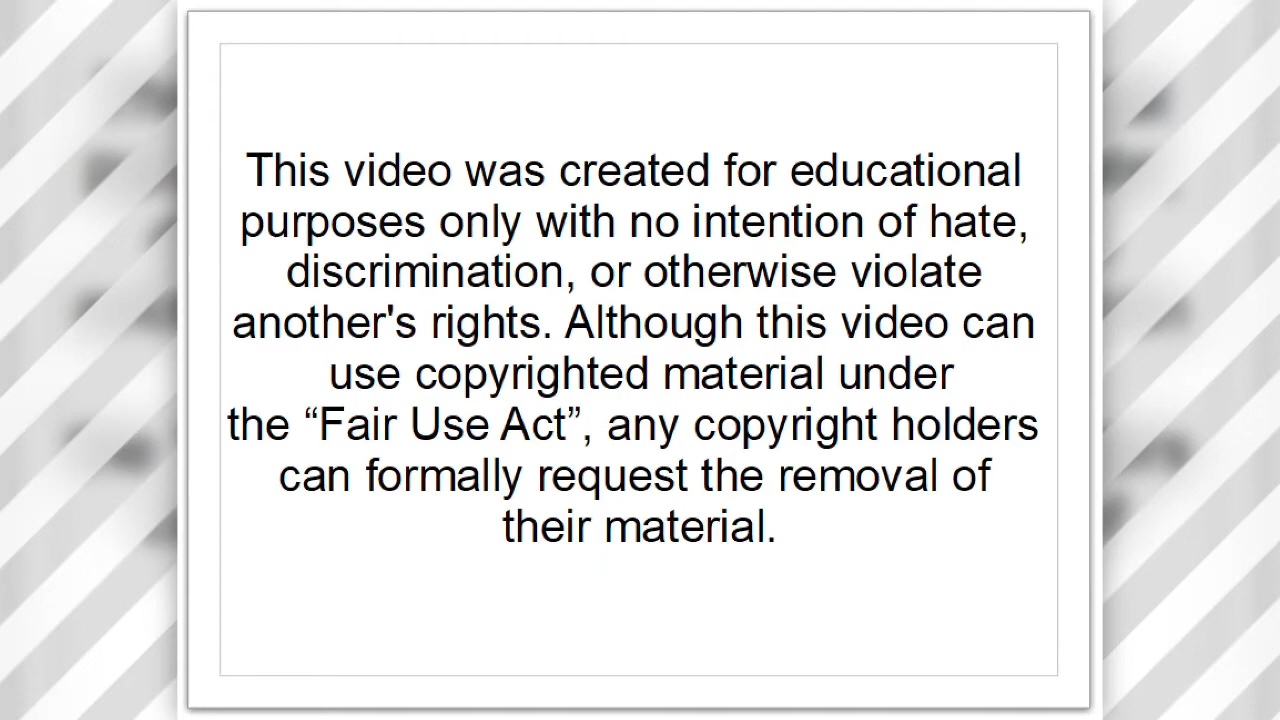 This video was created for educational
purposes only with no intention of hate,
discrimination, or otherwise violate
another's rights. Although this video can
use copyrighted material under
the “Fair Use Act”, any copyright holders
can formally request the removal of
their material.